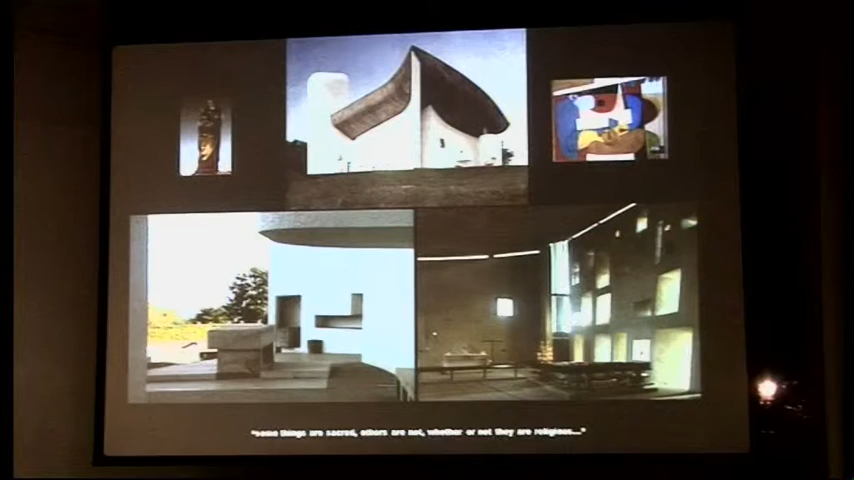 "some things are sacred, others are not, whether or not they are religious..."